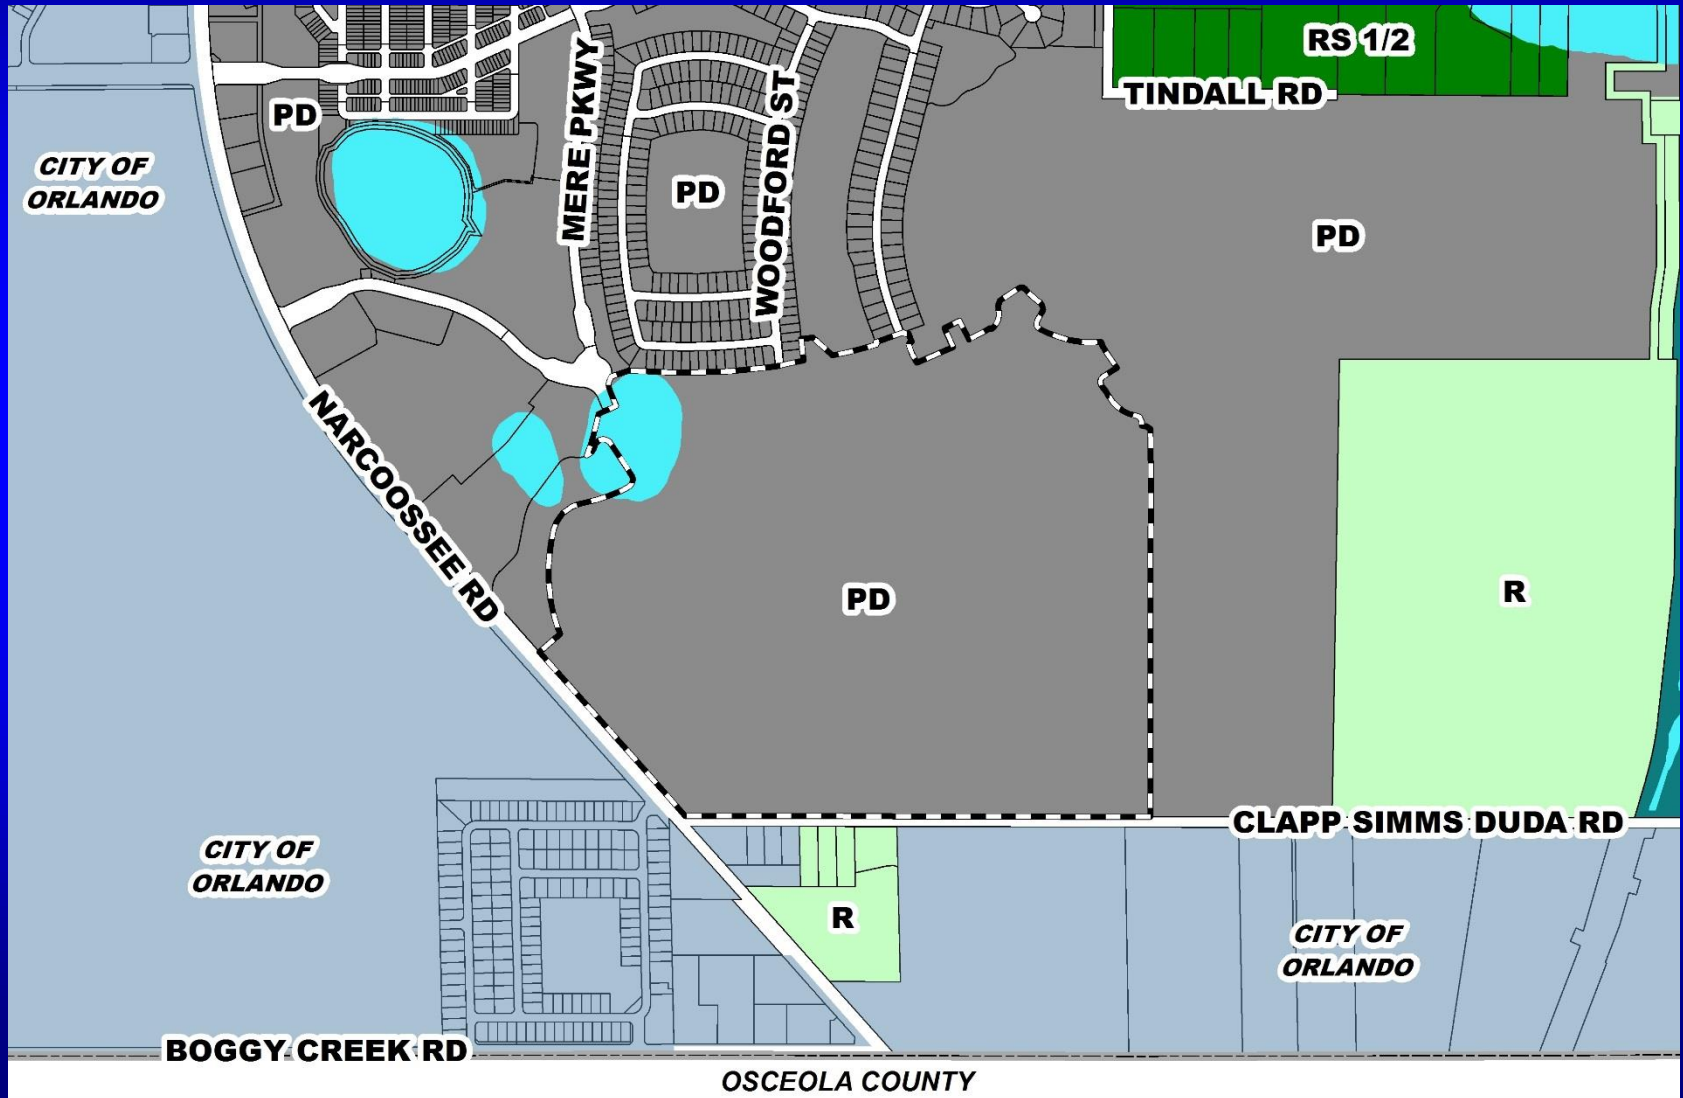 RS 1/2
TINDALL RD
PD
MERE PKWY
WOODFORD ST
CITY OF
ORLANDO
PD
PD
NARCOOSSEE RD
PD
R
CLAPP SIMMS DUDA RD
CITY OF
ORLANDO
R
CITY OF
ORLANDO
BOGGY CREEK RD
OSCEOLA COUNTY